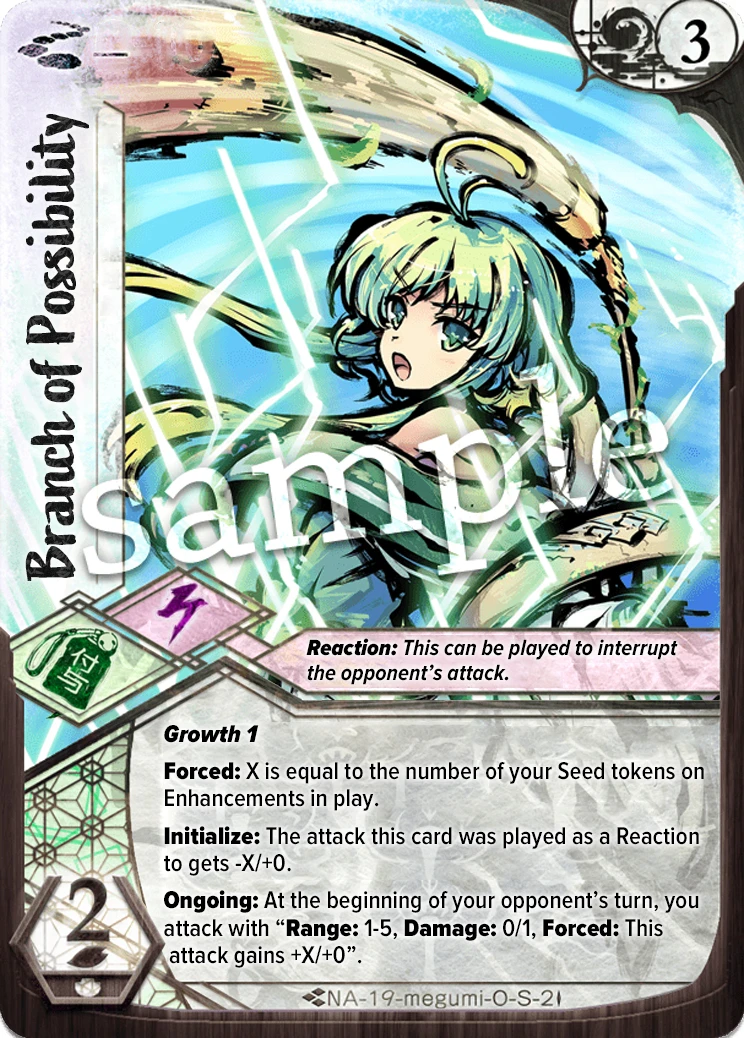 3
Branch of Possibility
sample
付与
Reaction: This can be played to interrupt
the opponent's attack.
Growth 1
Forced: X is equal to the number of your Seed tokens on
Enhancements in play.
Initialize: The attack this card was played as a Reaction
to gets -X/+0.
Ongoing: At the beginning of your opponent's turn, you
attack with “Range: 1-5, Damage: 0/1, Forced: This
attack gains +X/+0”.
2
NA-19-megumi-O-S-2